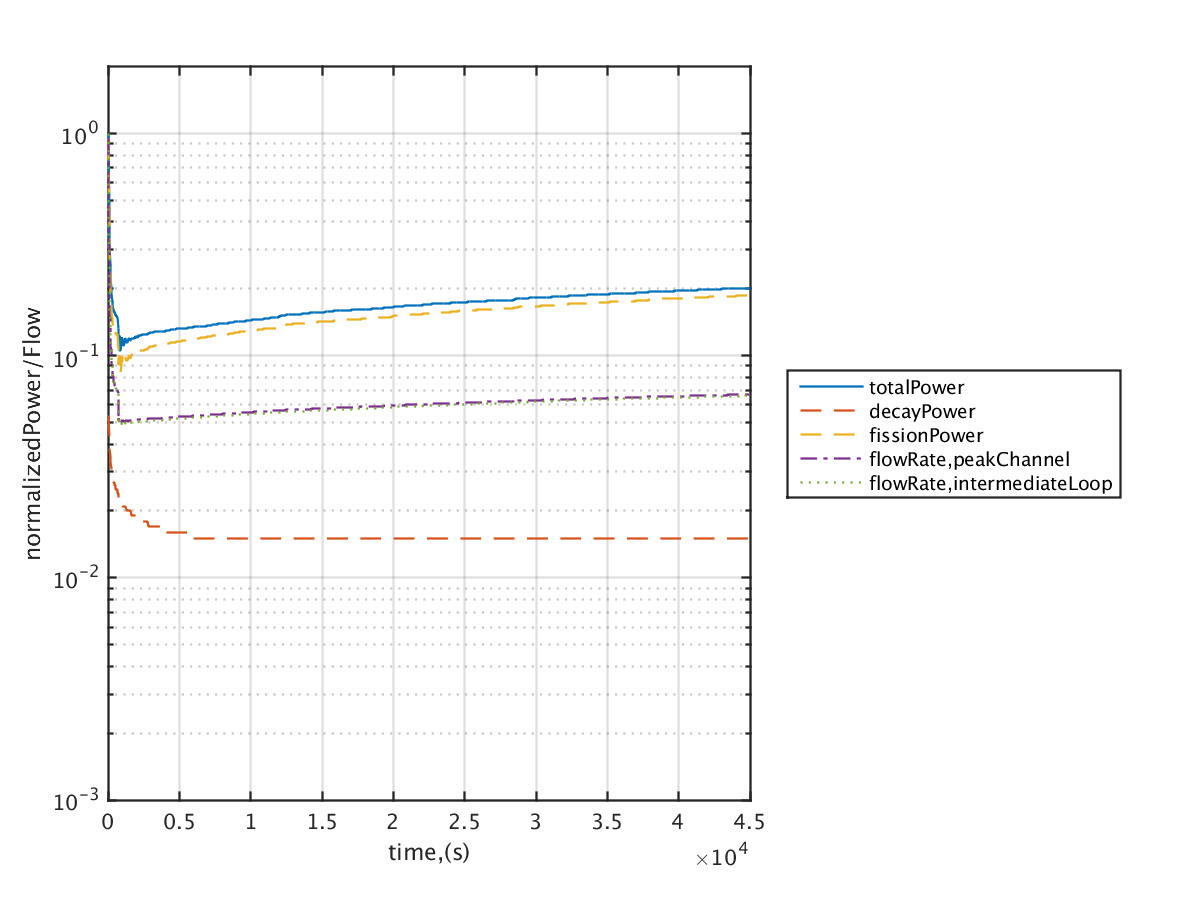 normalizedPower/Flow
10^0
10^-1
10^-2
10^-3
0 0.5 1 1.5 2 2.5 3 3.5 4 4.5
time,(s)
×10^4
totalPower
decayPower
fissionPower
flowRate,peakChannel
flowRate,intermediateLoop